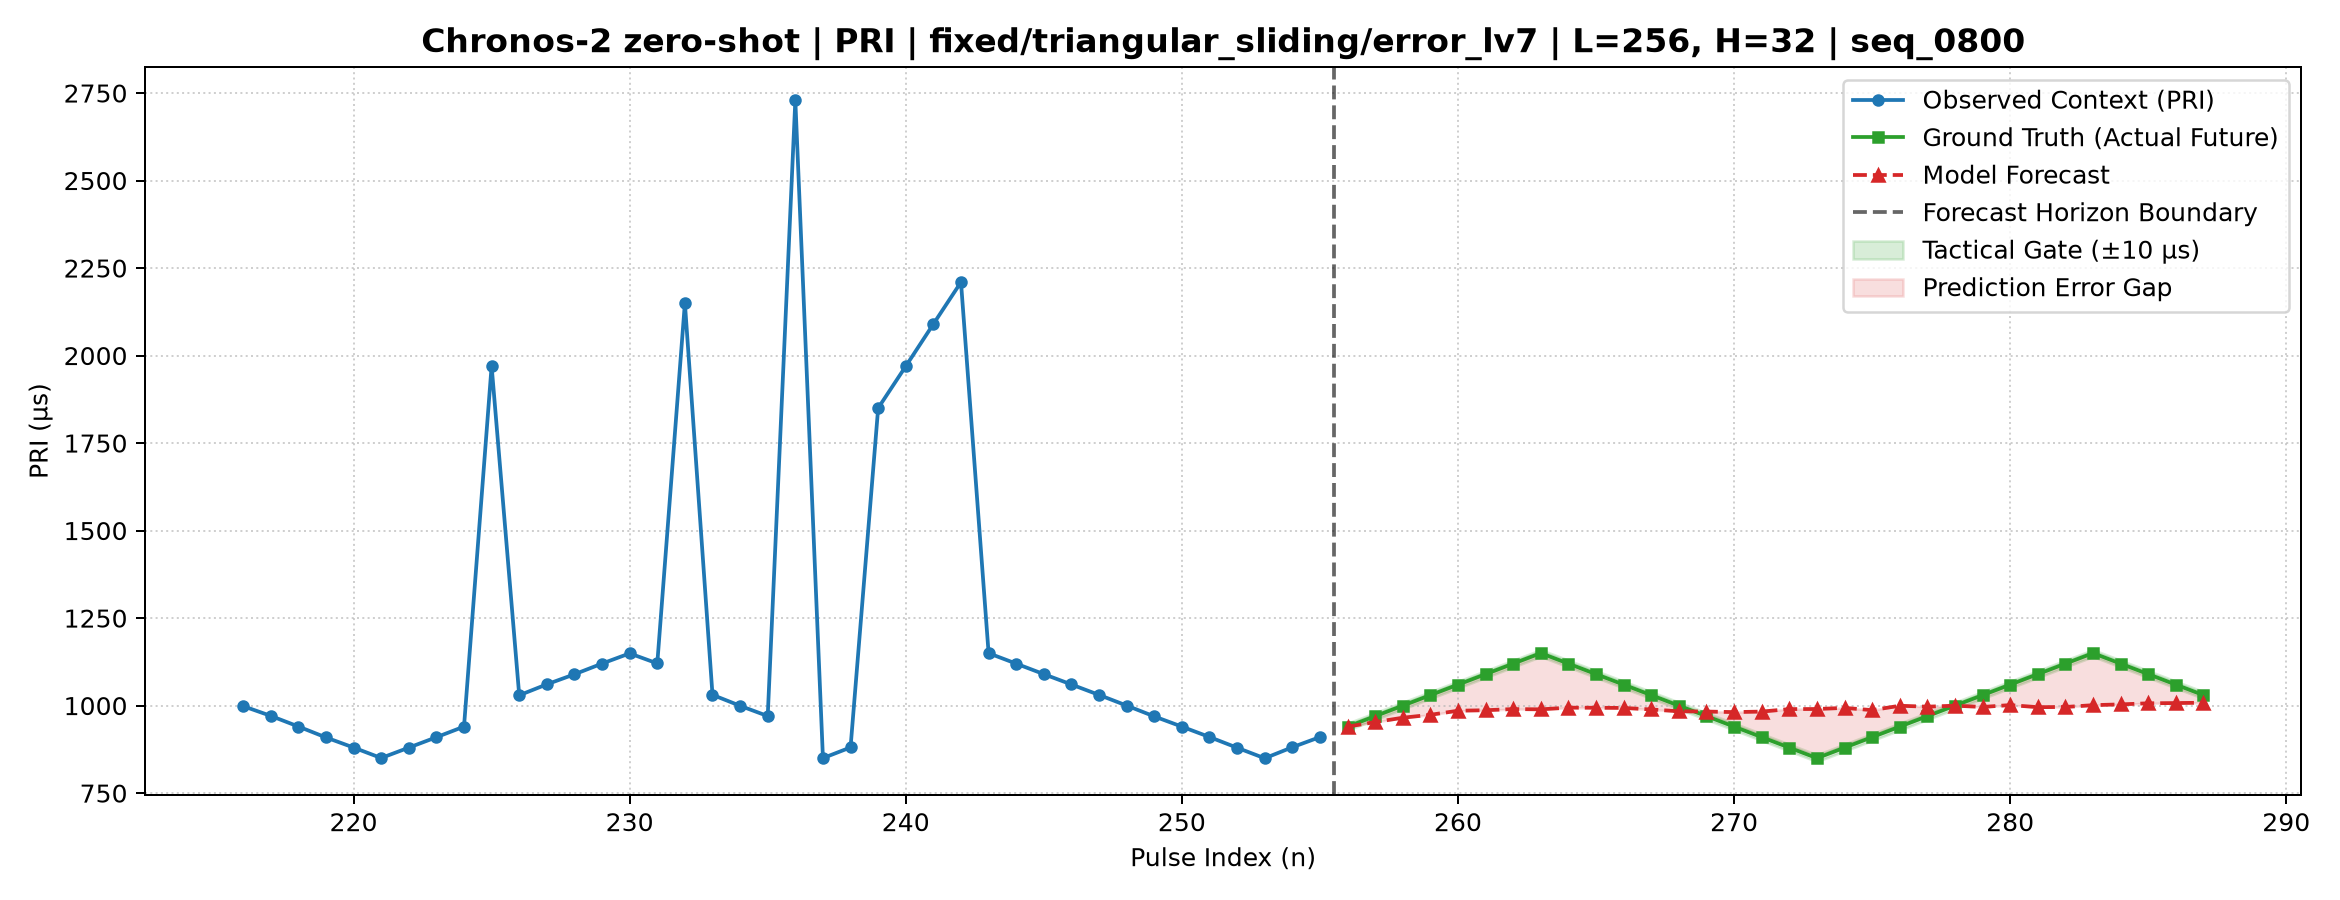 Chronos-2 zero-shot | PRI | fixed/triangular_sliding/error_lv7 | L=256, H=32 | seq_0800
PRI (µs)
2750
2500
2250
2000
1750
1500
1250
1000
750
Observed Context (PRI)
Ground Truth (Actual Future)
Model Forecast
Forecast Horizon Boundary
Tactical Gate (±10 µs)
Prediction Error Gap
220
230
240
250
260
270
280
290
Pulse Index (n)